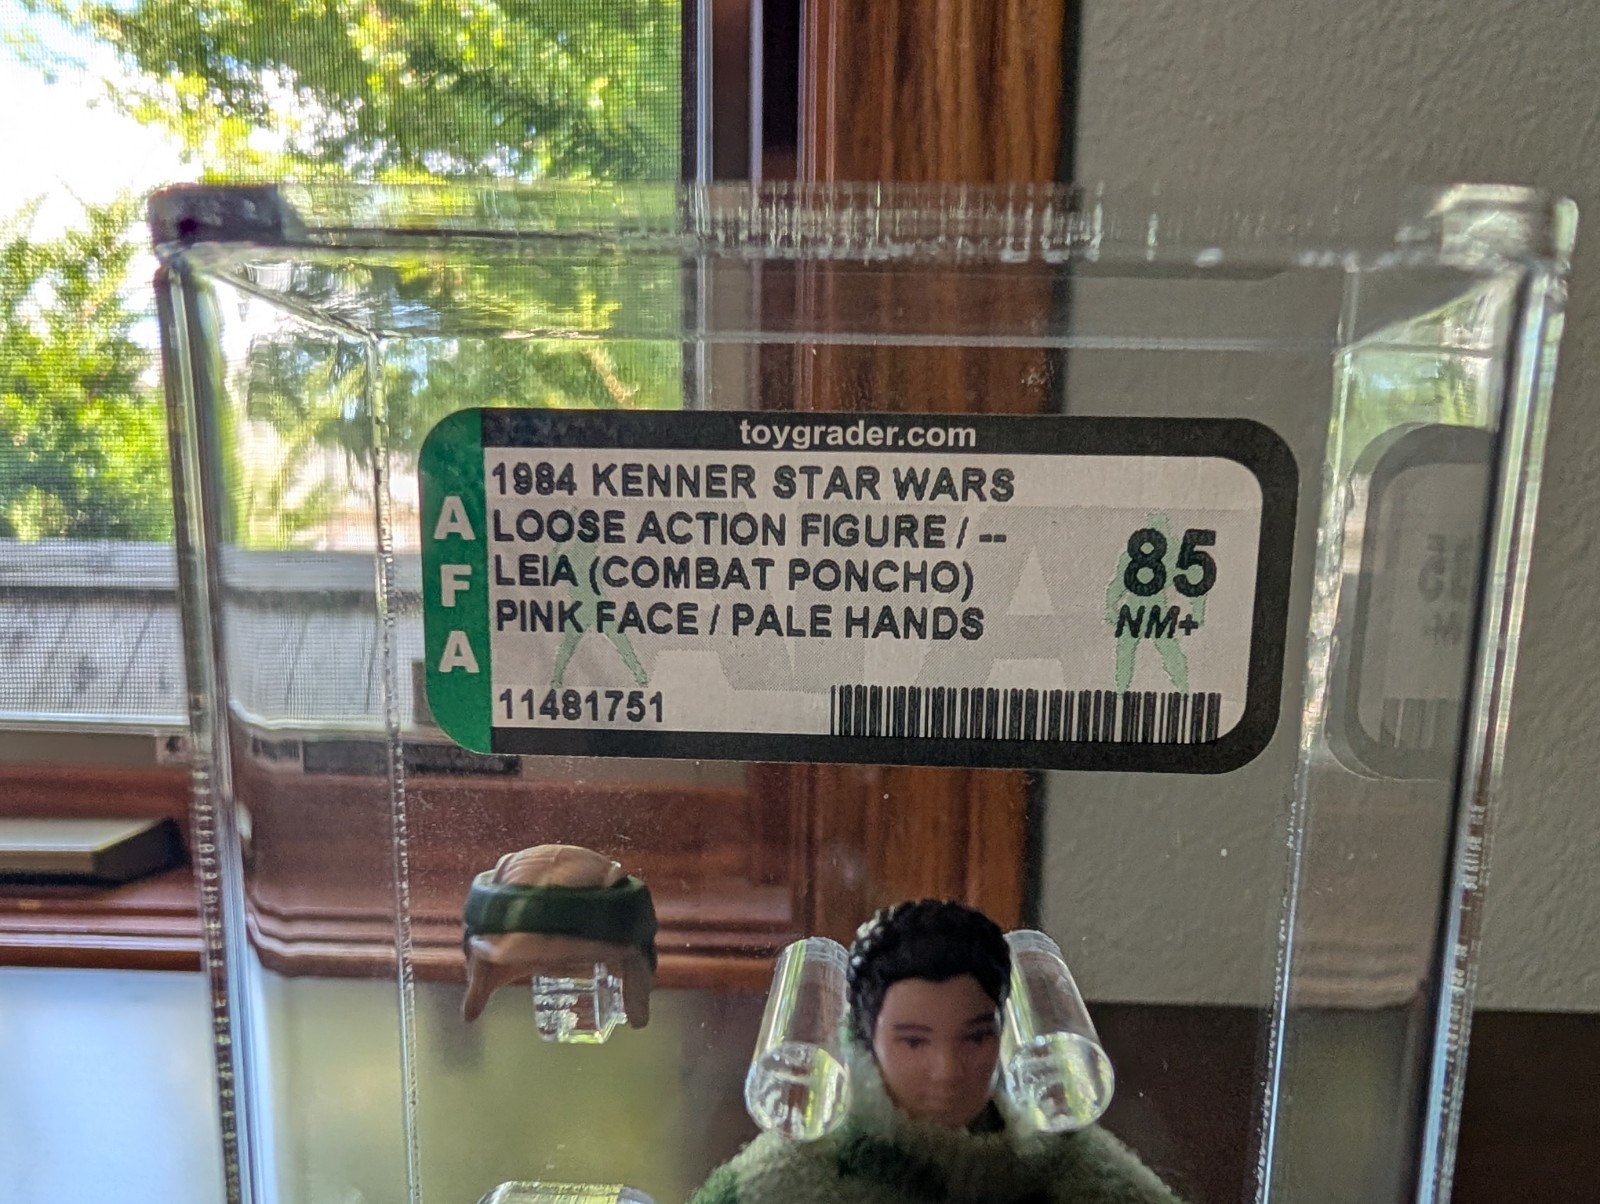 toygrader.com
AFA
1984 KENNER STAR WARS
LOOSE ACTION FIGURE / --
LEIA (COMBAT PONCHO)
PINK FACE / PALE HANDS
85
NM+
11481751